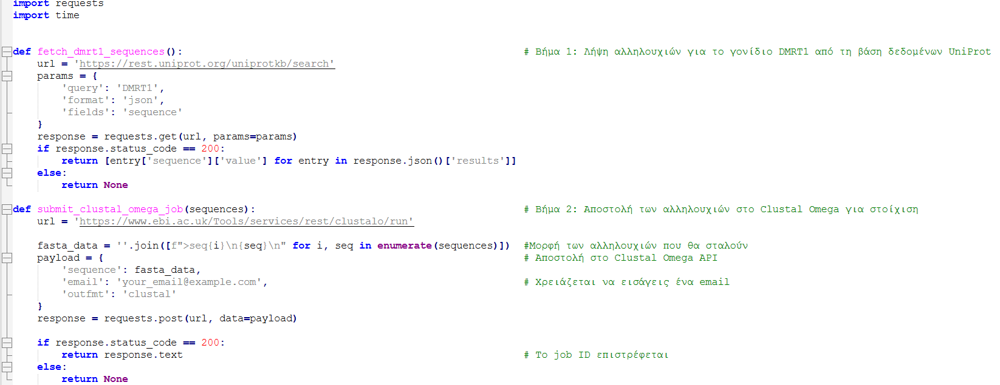 import requests
import time
def fetch_dmrt1_sequences(): # Βήμα 1: Λήψη αλληλουχιών για το γονίδιο DMRT1 από τη βάση δεδομένων UniProt
    url = 'https://rest.uniprot.org/uniprotkb/search'
    params = {
        'query': 'DMRT1',
        'format': 'json',
        'fields': 'sequence'
    }
    response = requests.get(url, params=params)
    if response.status_code == 200:
        return [entry['sequence']['value'] for entry in response.json()['results']]
    else:
        return None
def submit_clustal_omega_job(sequences): # Βήμα 2: Αποστολή των αλληλουχιών στο Clustal Omega για στοίχιση
    url = 'https://www.ebi.ac.uk/Tools/services/rest/clustalo/run'
    fasta_data = ''.join([f">seq{i}\n{seq}\n" for i, seq in enumerate(sequences)]) #Μορφή των αλληλουχιών που θα σταλούν
    payload = { # Αποστολή στο Clustal Omega API
        'sequence': fasta_data,
        'email': 'your_email@example.com', # Χρειάζεται να εισάγεις ένα email
        'outfmt': 'clustal'
    }
    response = requests.post(url, data=payload)
    if response.status_code == 200:
        return response.text # Το job ID επιστρέφεται
    else:
        return None